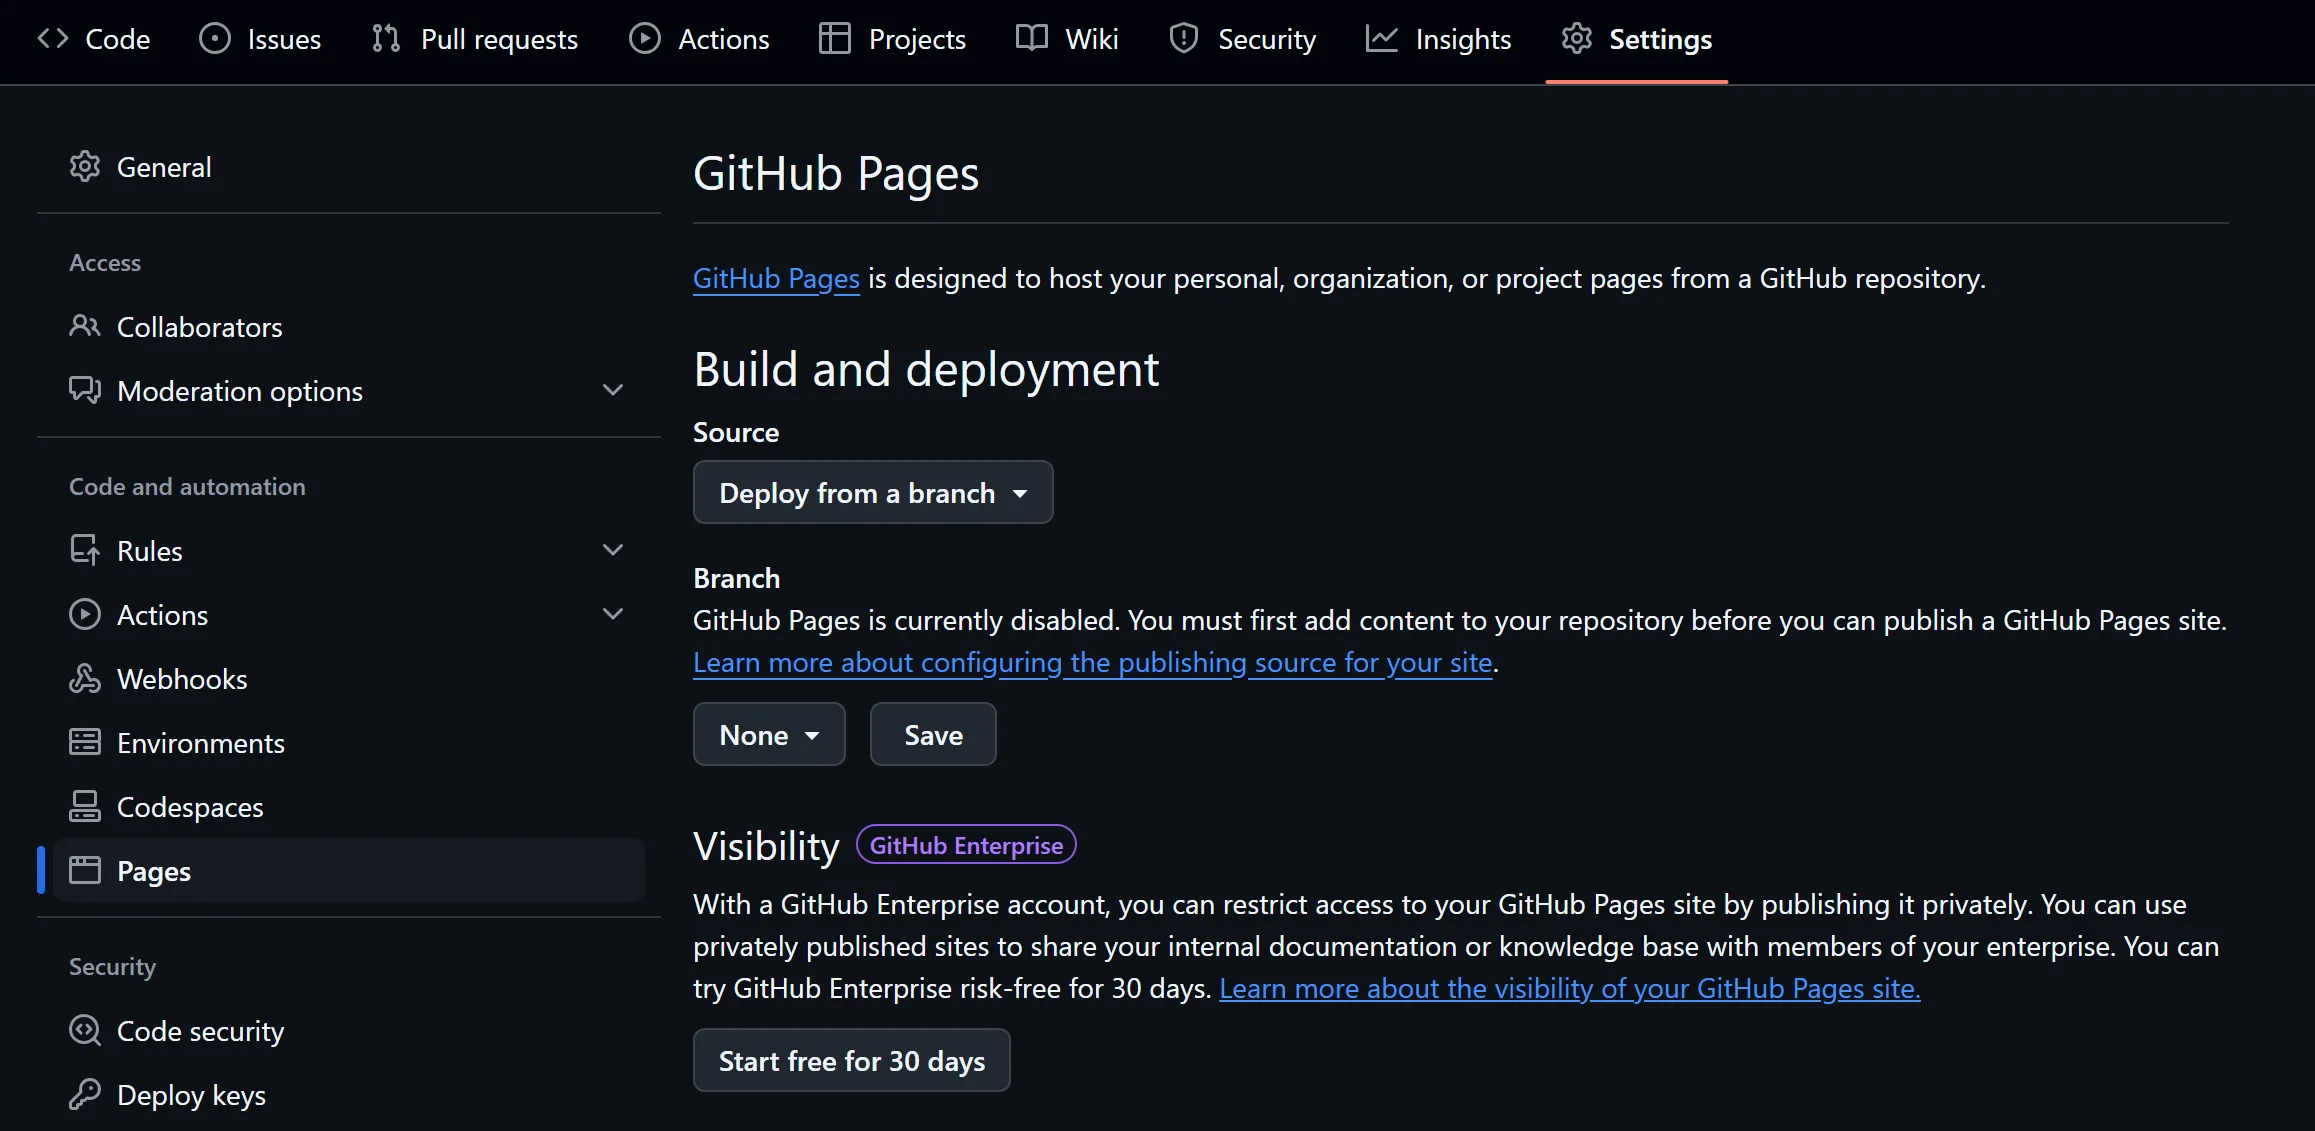 Code Issues Pull requests Actions Projects Wiki Security Insights Settings
General
Access
Collaborators
Moderation options
Code and automation
Rules
Actions
Webhooks
Environments
Codespaces
Pages
Security
Code security
Deploy keys
GitHub Pages
GitHub Pages is designed to host your personal, organization, or project pages from a GitHub repository.
Build and deployment
Source
Deploy from a branch
Branch
GitHub Pages is currently disabled. You must first add content to your repository before you can publish a GitHub Pages site.
Learn more about configuring the publishing source for your site.
None Save
Visibility GitHub Enterprise
With a GitHub Enterprise account, you can restrict access to your GitHub Pages site by publishing it privately. You can use
privately published sites to share your internal documentation or knowledge base with members of your enterprise. You can
try GitHub Enterprise risk-free for 30 days. Learn more about the visibility of your GitHub Pages site.
Start free for 30 days